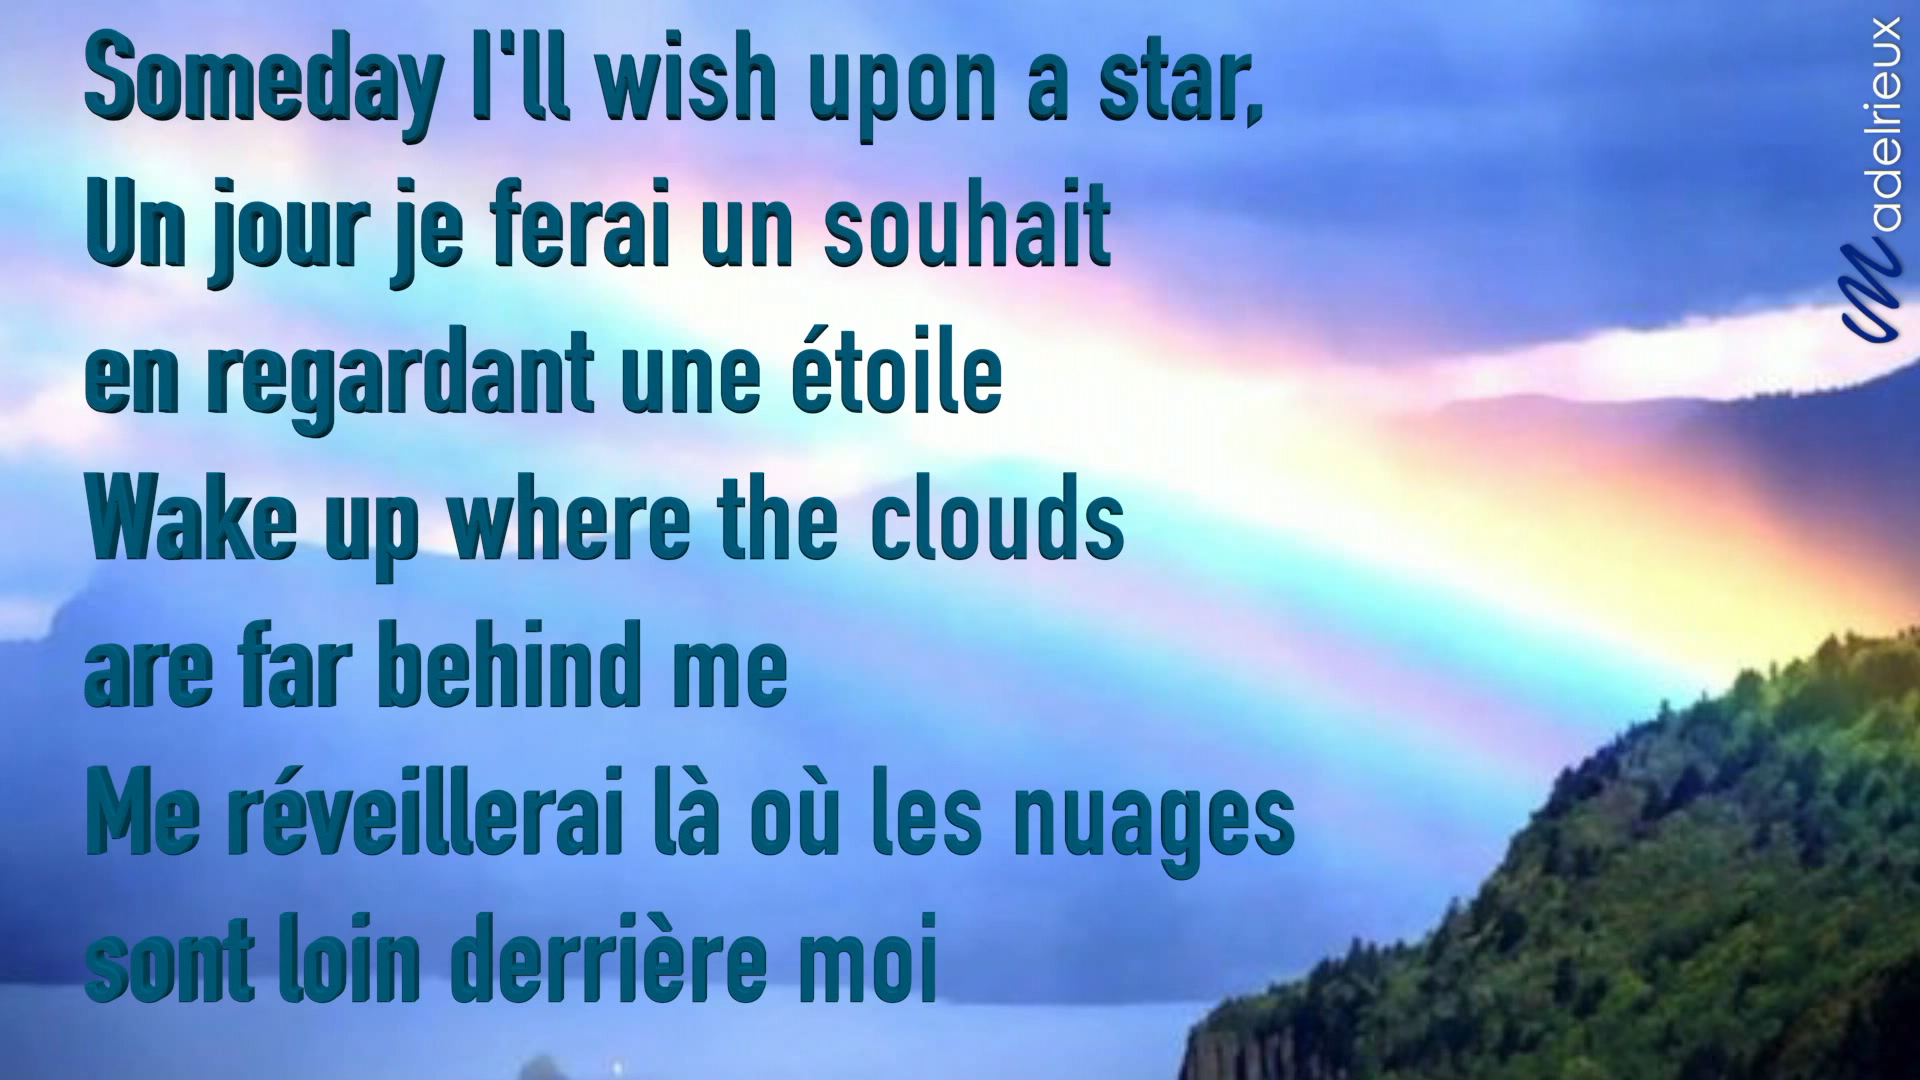 Someday I'll wish upon a star,
Un jour je ferai un souhait
en regardant une étoile
Wake up where the clouds
are far behind me
Me réveillerai là où les nuages
sont loin derrière moi
Madelrieux